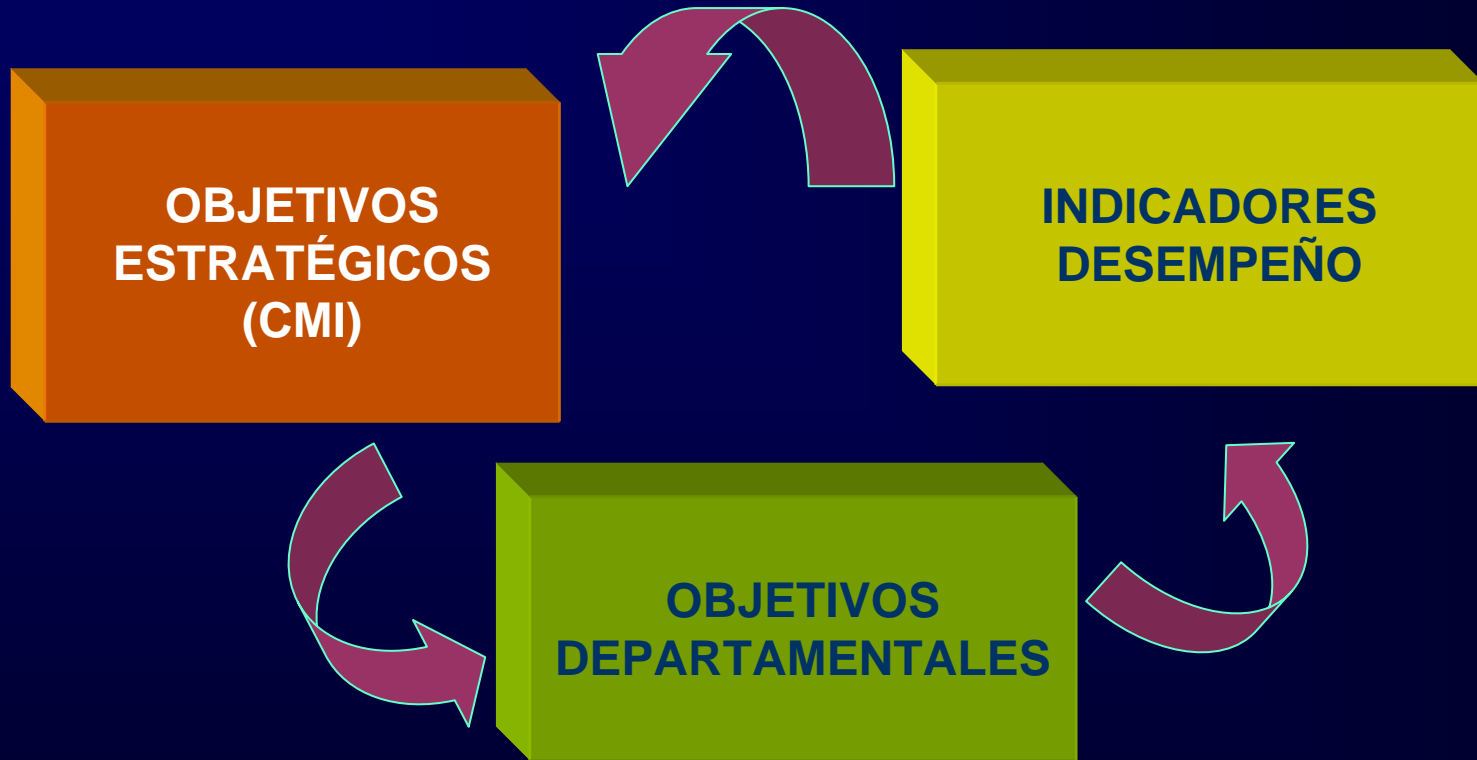 OBJETIVOS
ESTRATÉGICOS
(CMI)
INDICADORES
DESEMPEÑO
OBJETIVOS
DEPARTAMENTALES